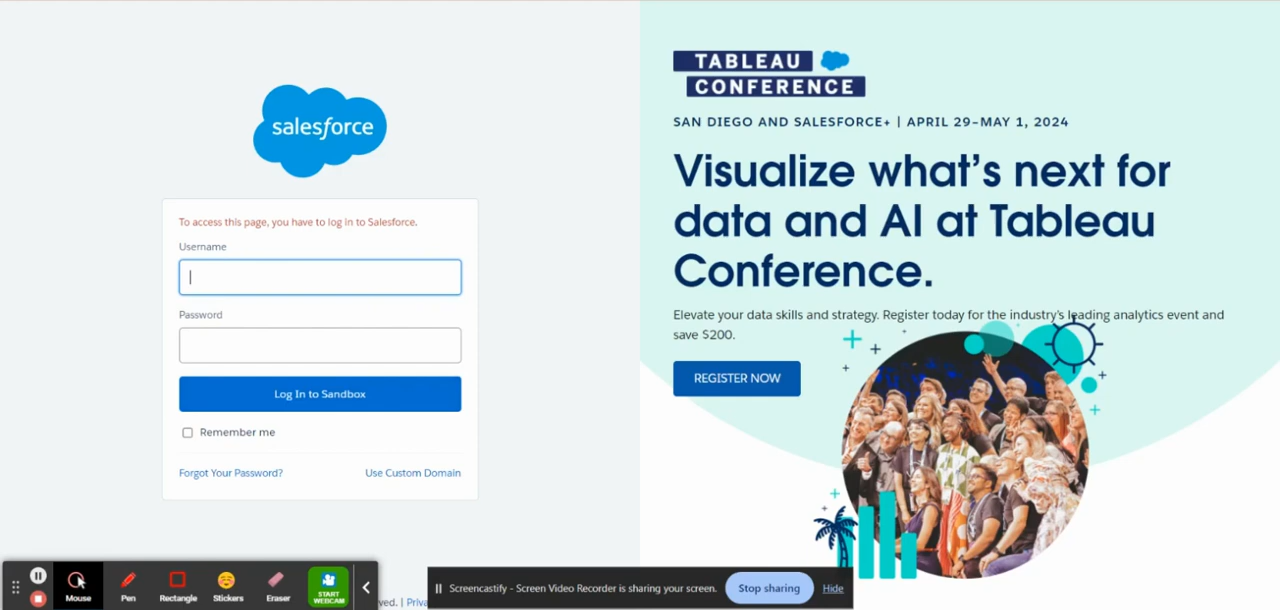 salesforce
To access this page, you have to log in to Salesforce.
Username
Password
Log In to Sandbox
Remember me
Forgot Your Password?
Use Custom Domain
TABLEAU
CONFERENCE
SAN DIEGO AND SALESFORCE+ | APRIL 29–MAY 1, 2024
Visualize what’s next for
data and AI at Tableau
Conference.
Elevate your data skills and strategy. Register today for the industry’s leading analytics event and
save $200.
REGISTER NOW
Mouse
Pen
Rectangle
Stickers
Eraser
START
WEBCAM
ved. | Priva
Screencastify - Screen Video Recorder is sharing your screen.
Stop sharing
Hide